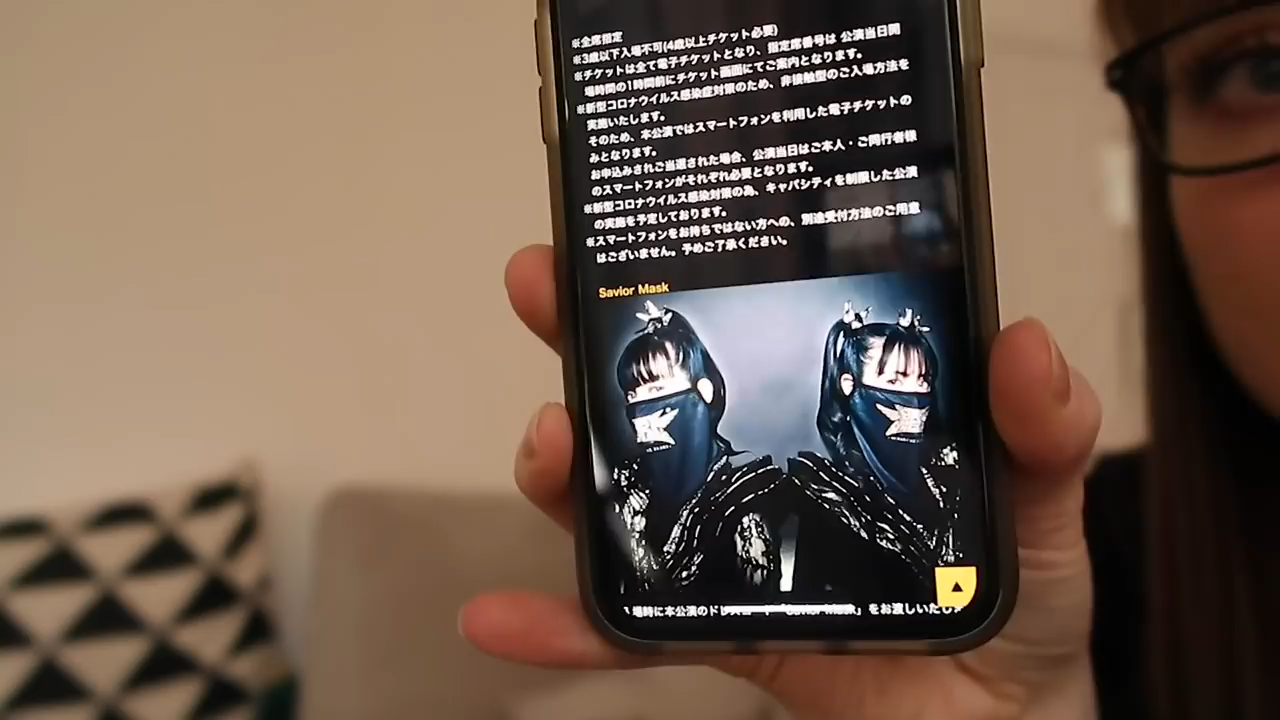 ※全席指定
※3歳以下入場不可(4歳以上チケット必要)
※チケットは全て電子チケットとなり、指定席番号は 公演当日開
場時間の1時間前にチケット画面にてご案内となります。
※新型コロナウイルス感染症対策のため、非接触型のご入場方法を
実施いたします。
そのため、本公演ではスマートフォンを利用した電子チケットの
みとなります。
お申込みされご当選された場合、公演当日はご本人・ご同行者様
のスマートフォンがそれぞれ必要となります。
※新型コロナウイルス感染対策の為、キャパシティを制限した公演
の実施を予定しております。
※スマートフォンをお持ちではない方への、別途受付方法のご用意
はございません。予めご了承ください。
Savior Mask
場時に本公演のドレスコード「Savior Mask」をお渡しいたし